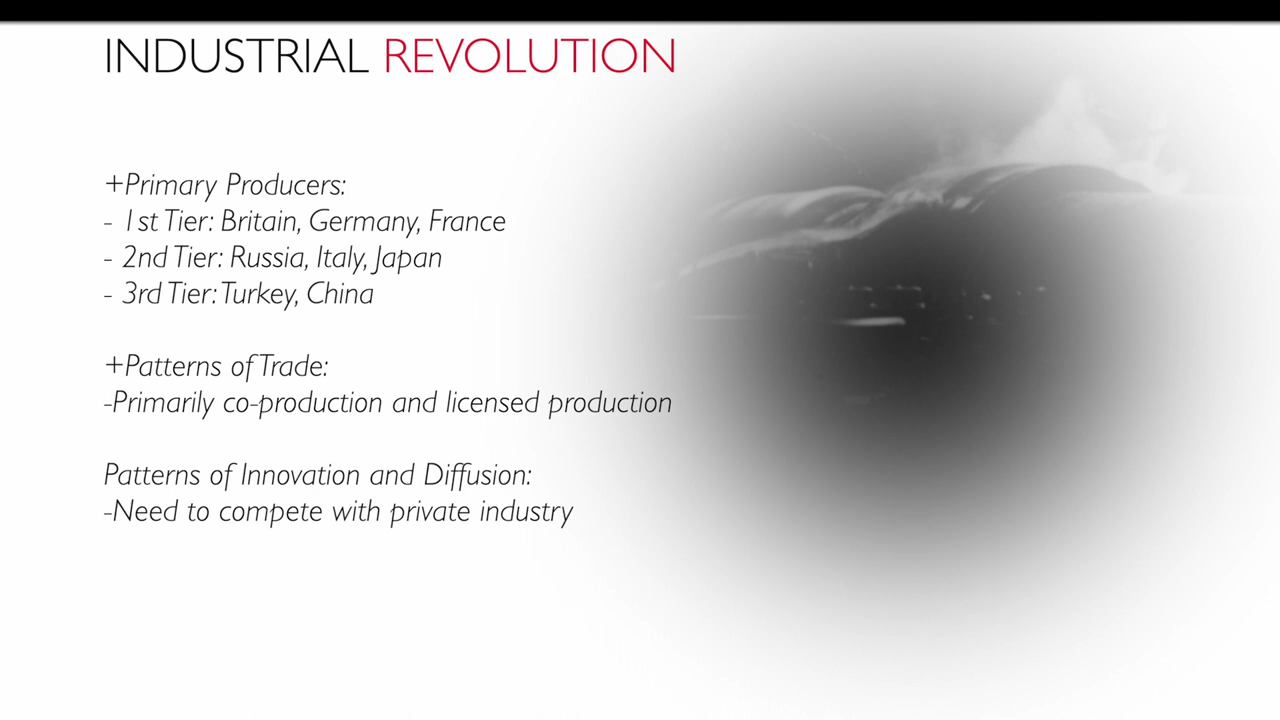 INDUSTRIAL REVOLUTION
+Primary Producers:
- 1st Tier: Britain, Germany, France
- 2nd Tier: Russia, Italy, Japan
- 3rd Tier: Turkey, China
+Patterns of Trade:
-Primarily co-production and licensed production
Patterns of Innovation and Diffusion:
-Need to compete with private industry